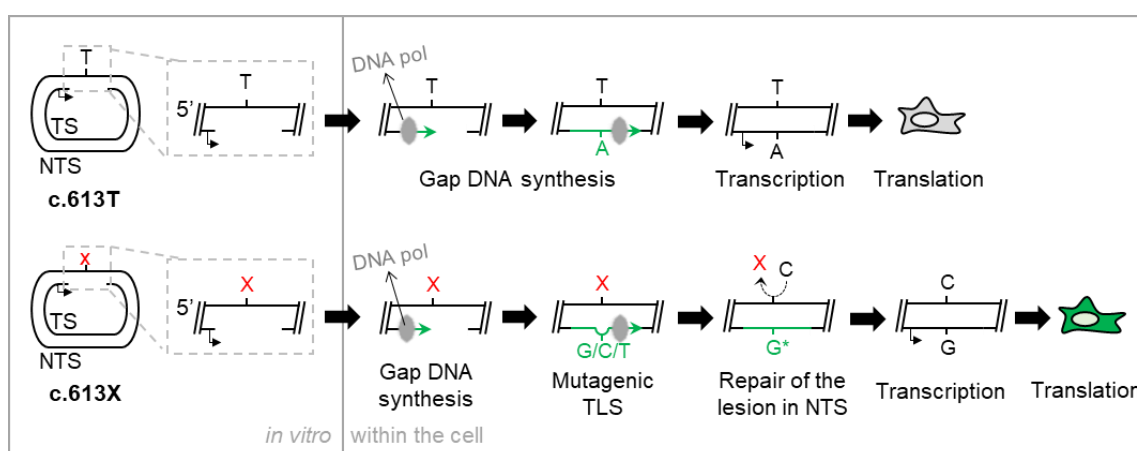 T
TS
NTS
c.613T
5’
T
DNA pol
T
T
A
Gap DNA synthesis
T
A
Transcription
Translation
x
TS
NTS
c.613X
5’
X
DNA pol
X
Gap DNA
synthesis
X
G/C/T
Mutagenic
TLS
X
C
G*
Repair of the
lesion in NTS
C
G
Transcription
Translation
in vitro
within the cell